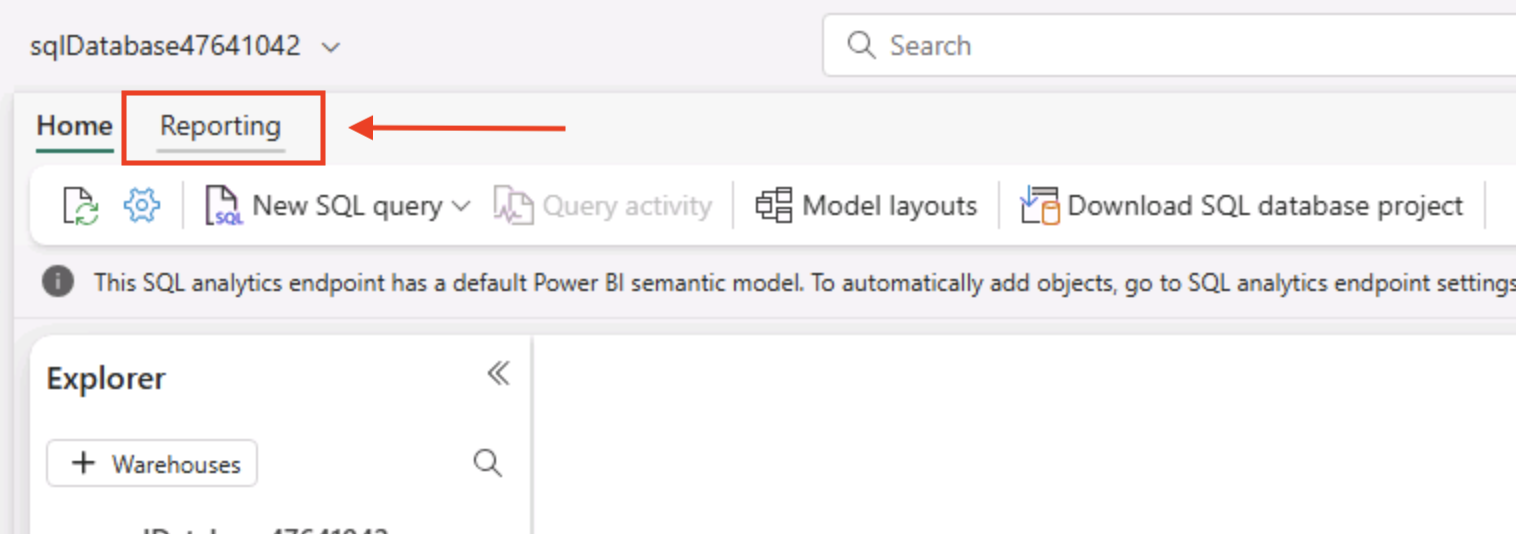 sqlDatabase47641042
Search
Home Reporting
New SQL query Query activity Model layouts Download SQL database project
This SQL analytics endpoint has a default Power BI semantic model. To automatically add objects, go to SQL analytics endpoint settings
Explorer
+ Warehouses